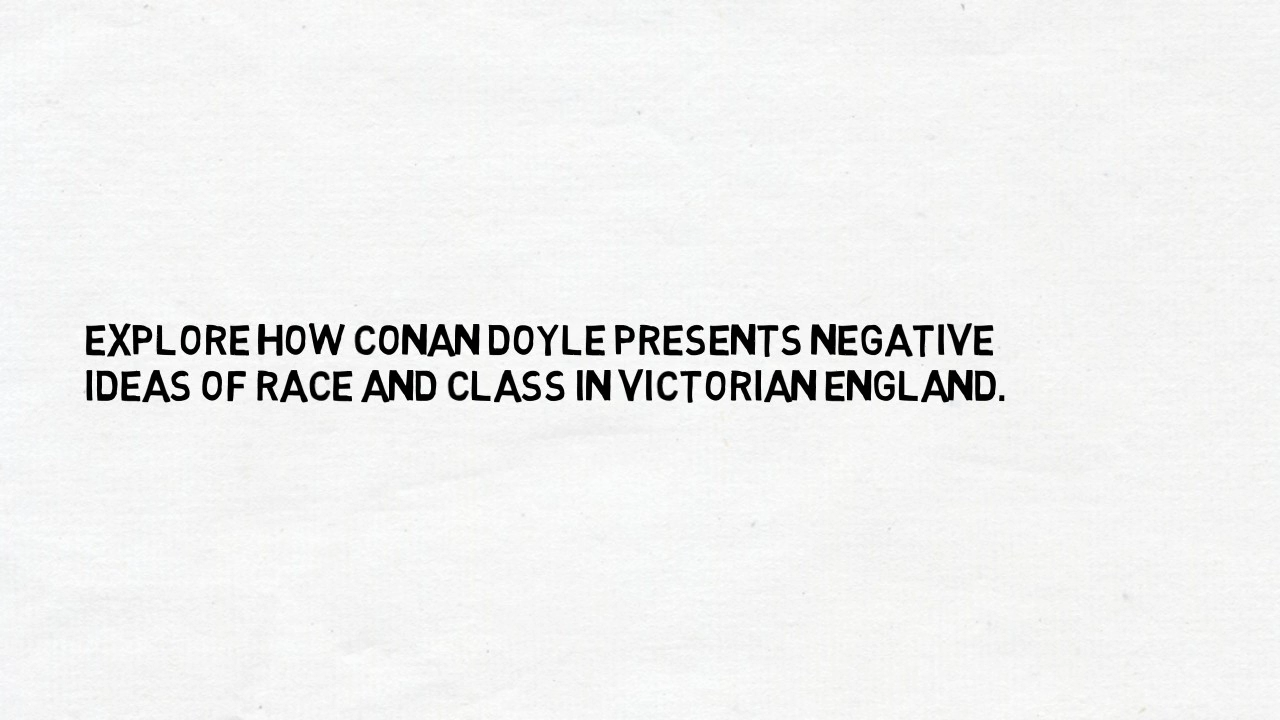 EXPLORE HOW CONAN DOYLE PRESENTS NEGATIVE
IDEAS OF RACE AND CLASS IN VICTORIAN ENGLAND.